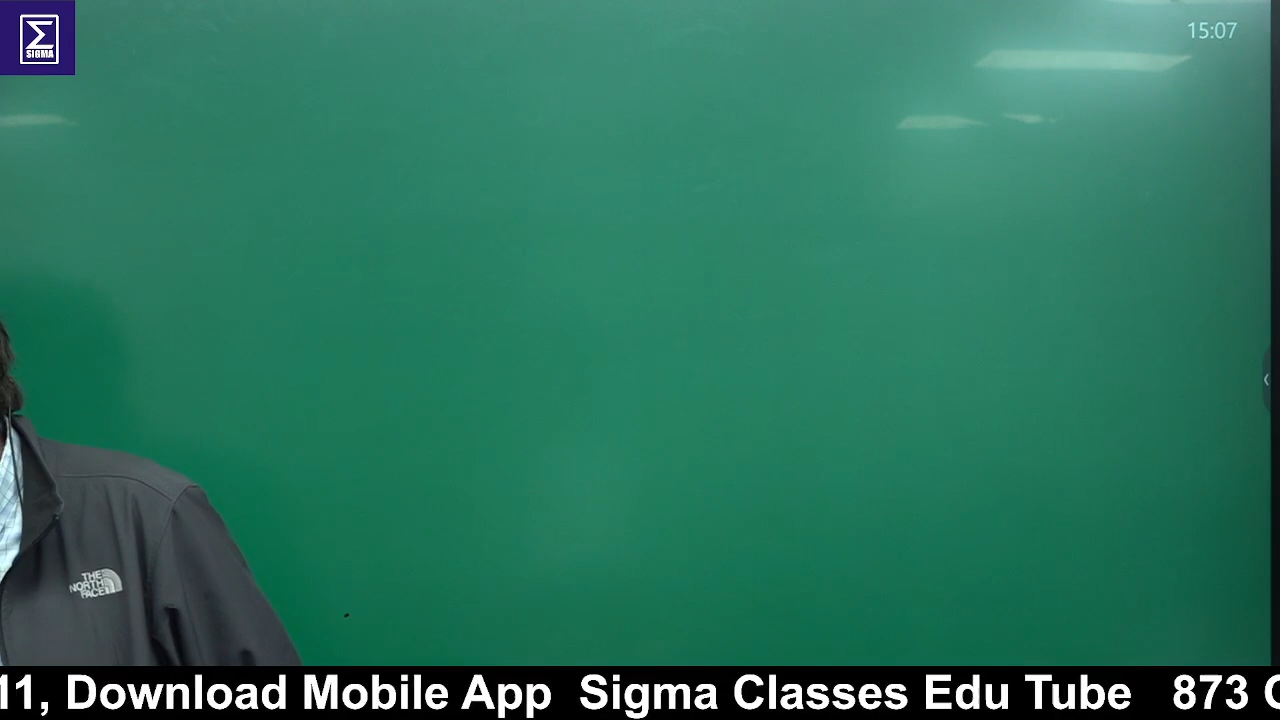 SIGMA
15:07
THE
NORTH
FACE
11, Download Mobile App Sigma Classes Edu Tube 873